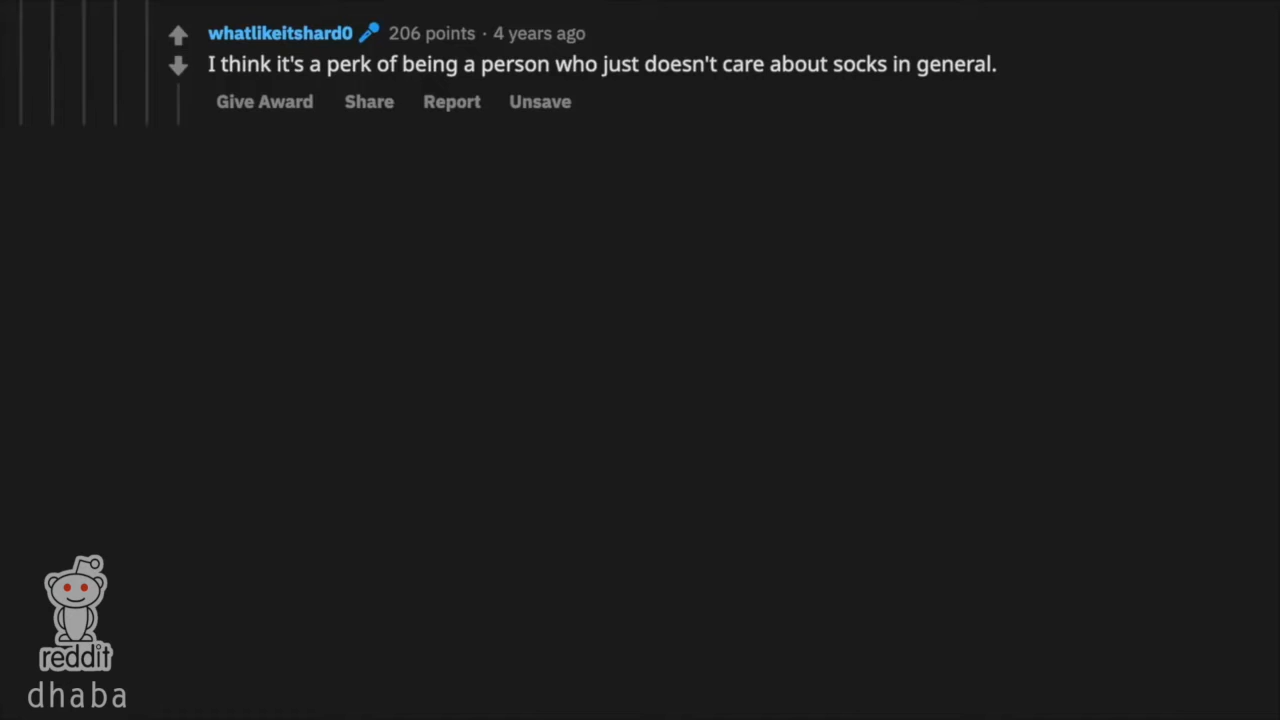 whatlikeitshard0 206 points · 4 years ago
I think it's a perk of being a person who just doesn't care about socks in general.
Give Award Share Report Unsave
reddit
dhaba